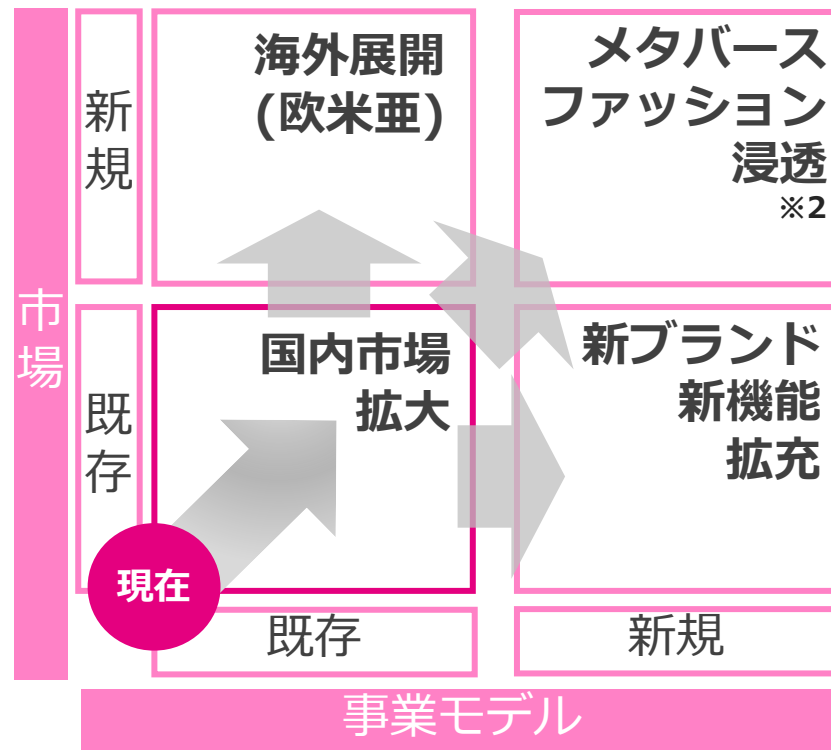 市場
新規
海外展開
(欧米亜)
メタバース
ファッション
浸透
※2
既存
国内市場
拡大
新ブランド
新機能
拡充
現在
既存
新規
事業モデル